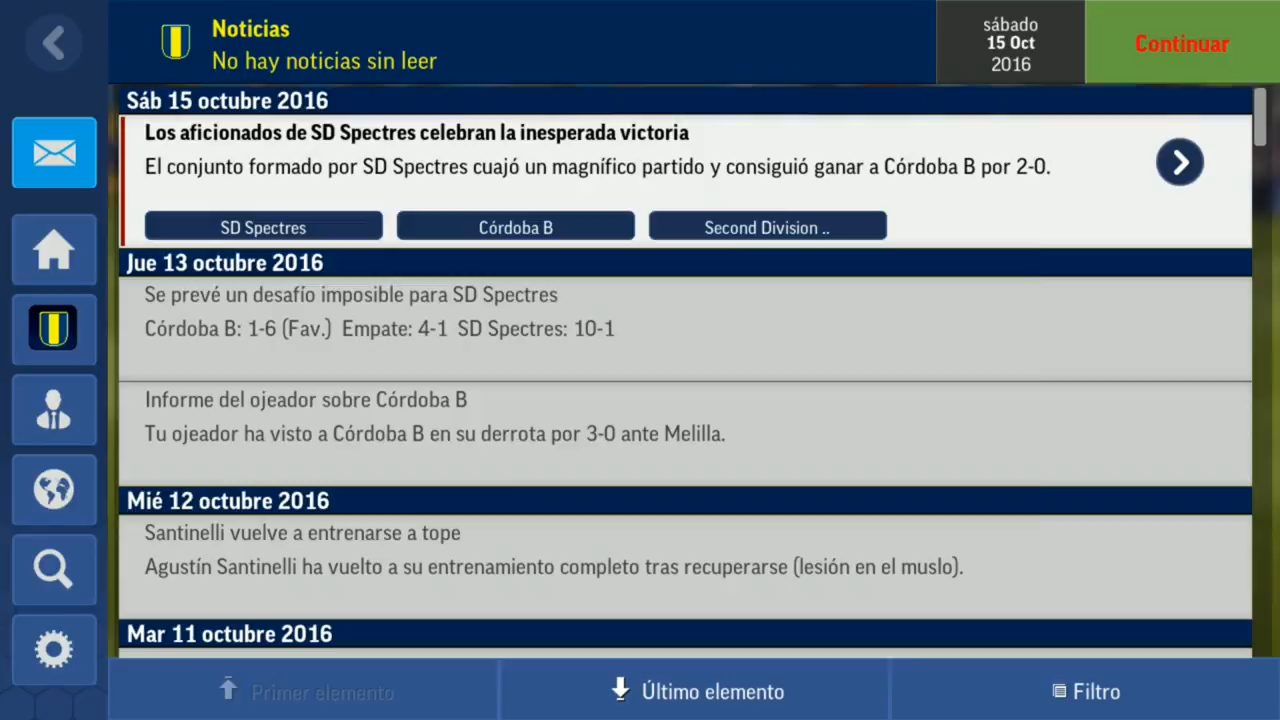 Noticias
No hay noticias sin leer
sábado
15 Oct
2016
Continuar
Sáb 15 octubre 2016
Los aficionados de SD Spectres celebran la inesperada victoria
El conjunto formado por SD Spectres cuajó un magnífico partido y consiguió ganar a Córdoba B por 2-0.
SD Spectres
Córdoba B
Second Division ..
Jue 13 octubre 2016
Se prevé un desafío imposible para SD Spectres
Córdoba B: 1-6 (Fav.) Empate: 4-1 SD Spectres: 10-1
Informe del ojeador sobre Córdoba B
Tu ojeador ha visto a Córdoba B en su derrota por 3-0 ante Melilla.
Mié 12 octubre 2016
Santinelli vuelve a entrenarse a tope
Agustín Santinelli ha vuelto a su entrenamiento completo tras recuperarse (lesión en el muslo).
Mar 11 octubre 2016
Primer elemento
Último elemento
Filtro